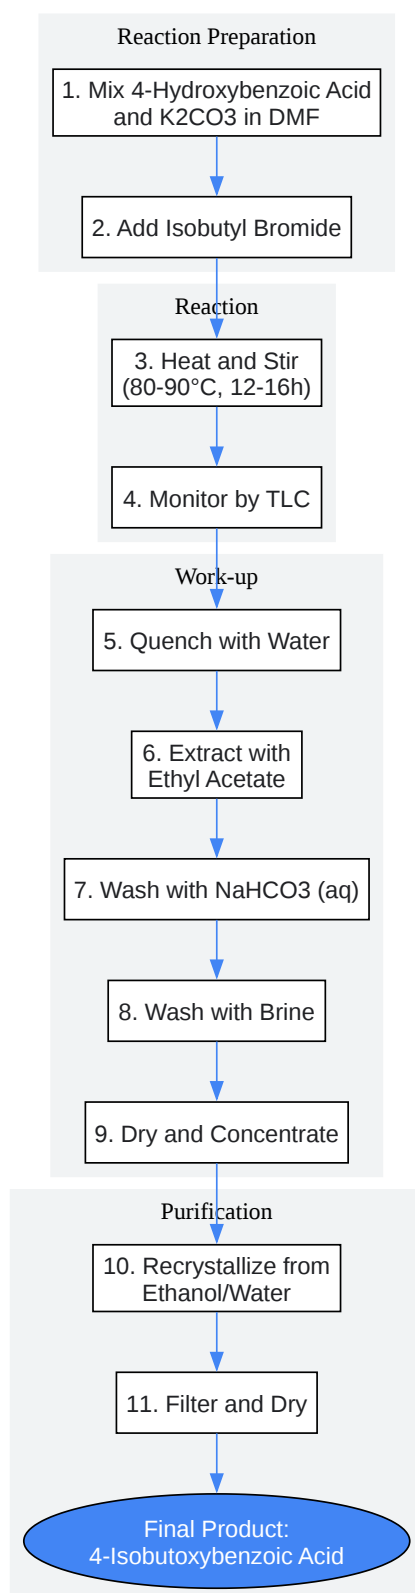 Reaction Preparation
1. Mix 4-Hydroxybenzoic Acid
and K2CO3 in DMF
2. Add Isobutyl Bromide
Reaction
3. Heat and Stir
(80-90°C, 12-16h)
4. Monitor by TLC
Work-up
5. Quench with Water
6. Extract with
Ethyl Acetate
7. Wash with NaHCO3 (aq)
8. Wash with Brine
9. Dry and Concentrate
Purification
10. Recrystallize from
Ethanol/Water
11. Filter and Dry
Final Product:
4-Isobutoxybenzoic Acid